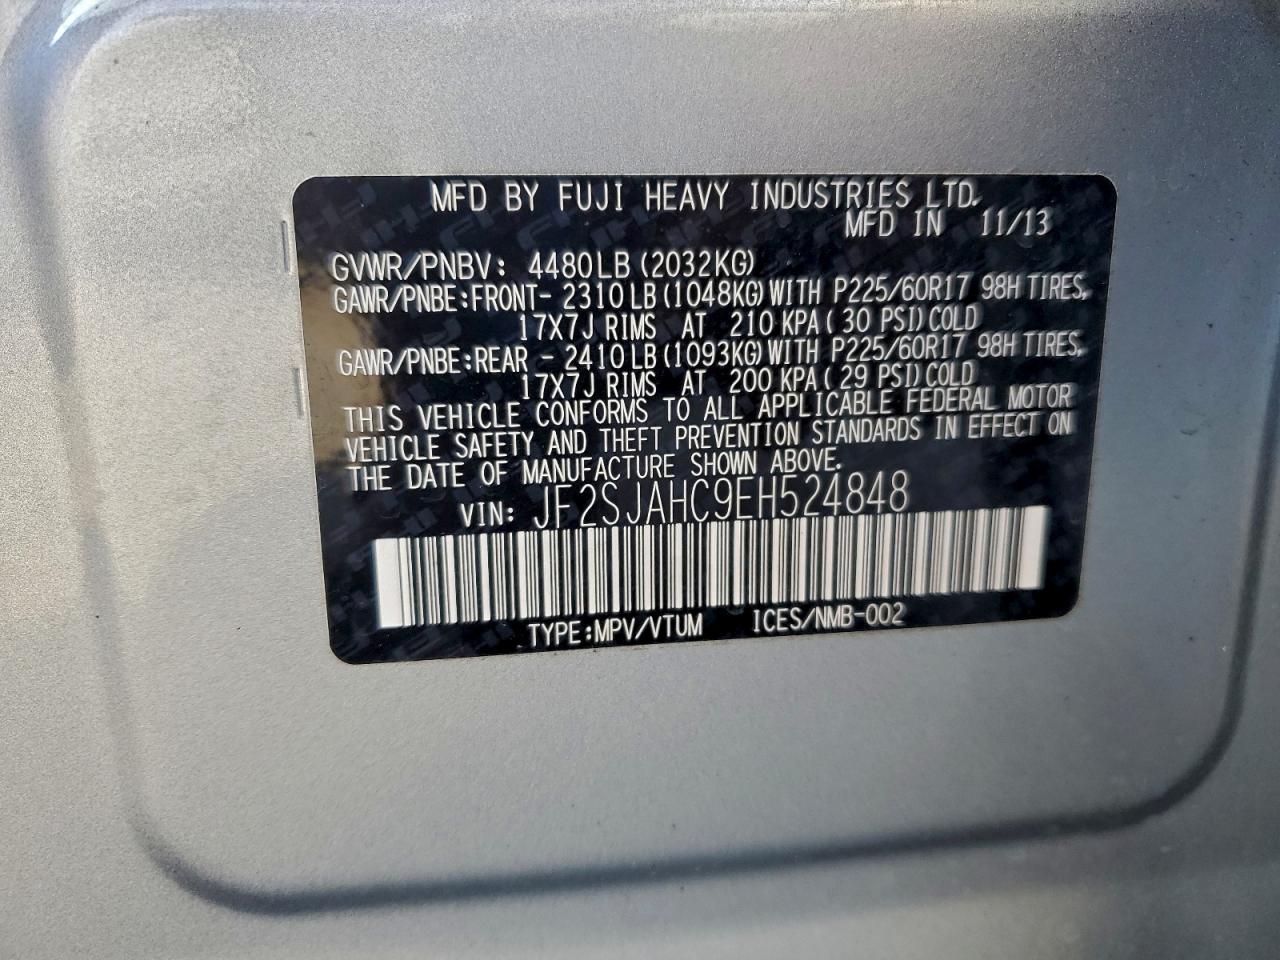 MFD BY FUJI HEAVY INDUSTRIES LTD.
MFD IN 11/13
GVWR/PNBV: 4480LB(2032KG)
GAWR/PNBE:FRONT- 2310LB(1048KG)WITH P225/60R17 98H TIRES,
17X7J RIMS AT 210 KPA( 30 PSI)COLD
GAWR/PNBE:REAR - 2410LB(1093KG)WITH P225/60R17 98H TIRES,
17X7J RIMS AT 200 KPA( 29 PSI)COLD
THIS VEHICLE CONFORMS TO ALL APPLICABLE FEDERAL MOTOR
VEHICLE SAFETY AND THEFT PREVENTION STANDARDS IN EFFECT ON
THE DATE OF MANUFACTURE SHOWN ABOVE.
VIN: JF2SJAHC9EH524848
TYPE:MPV/VTUM ICES/NMB-002